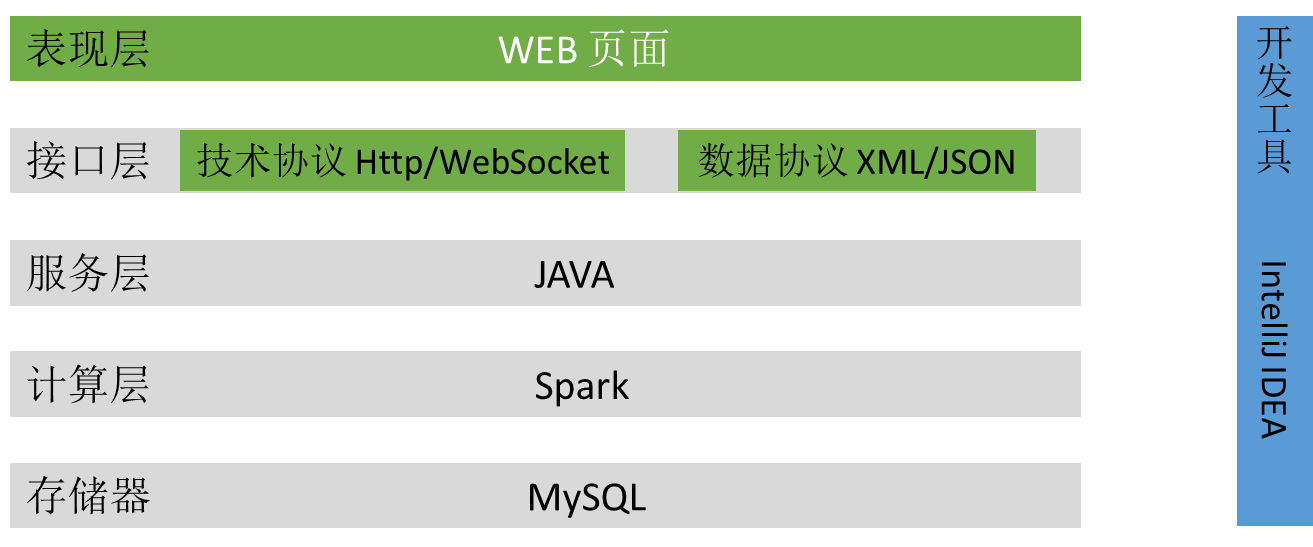 表现层 WEB 页面
接口层 技术协议 Http/WebSocket 数据协议 XML/JSON
服务层 JAVA
计算层 Spark
存储器 MySQL
开发工具 IntelliJ IDEA